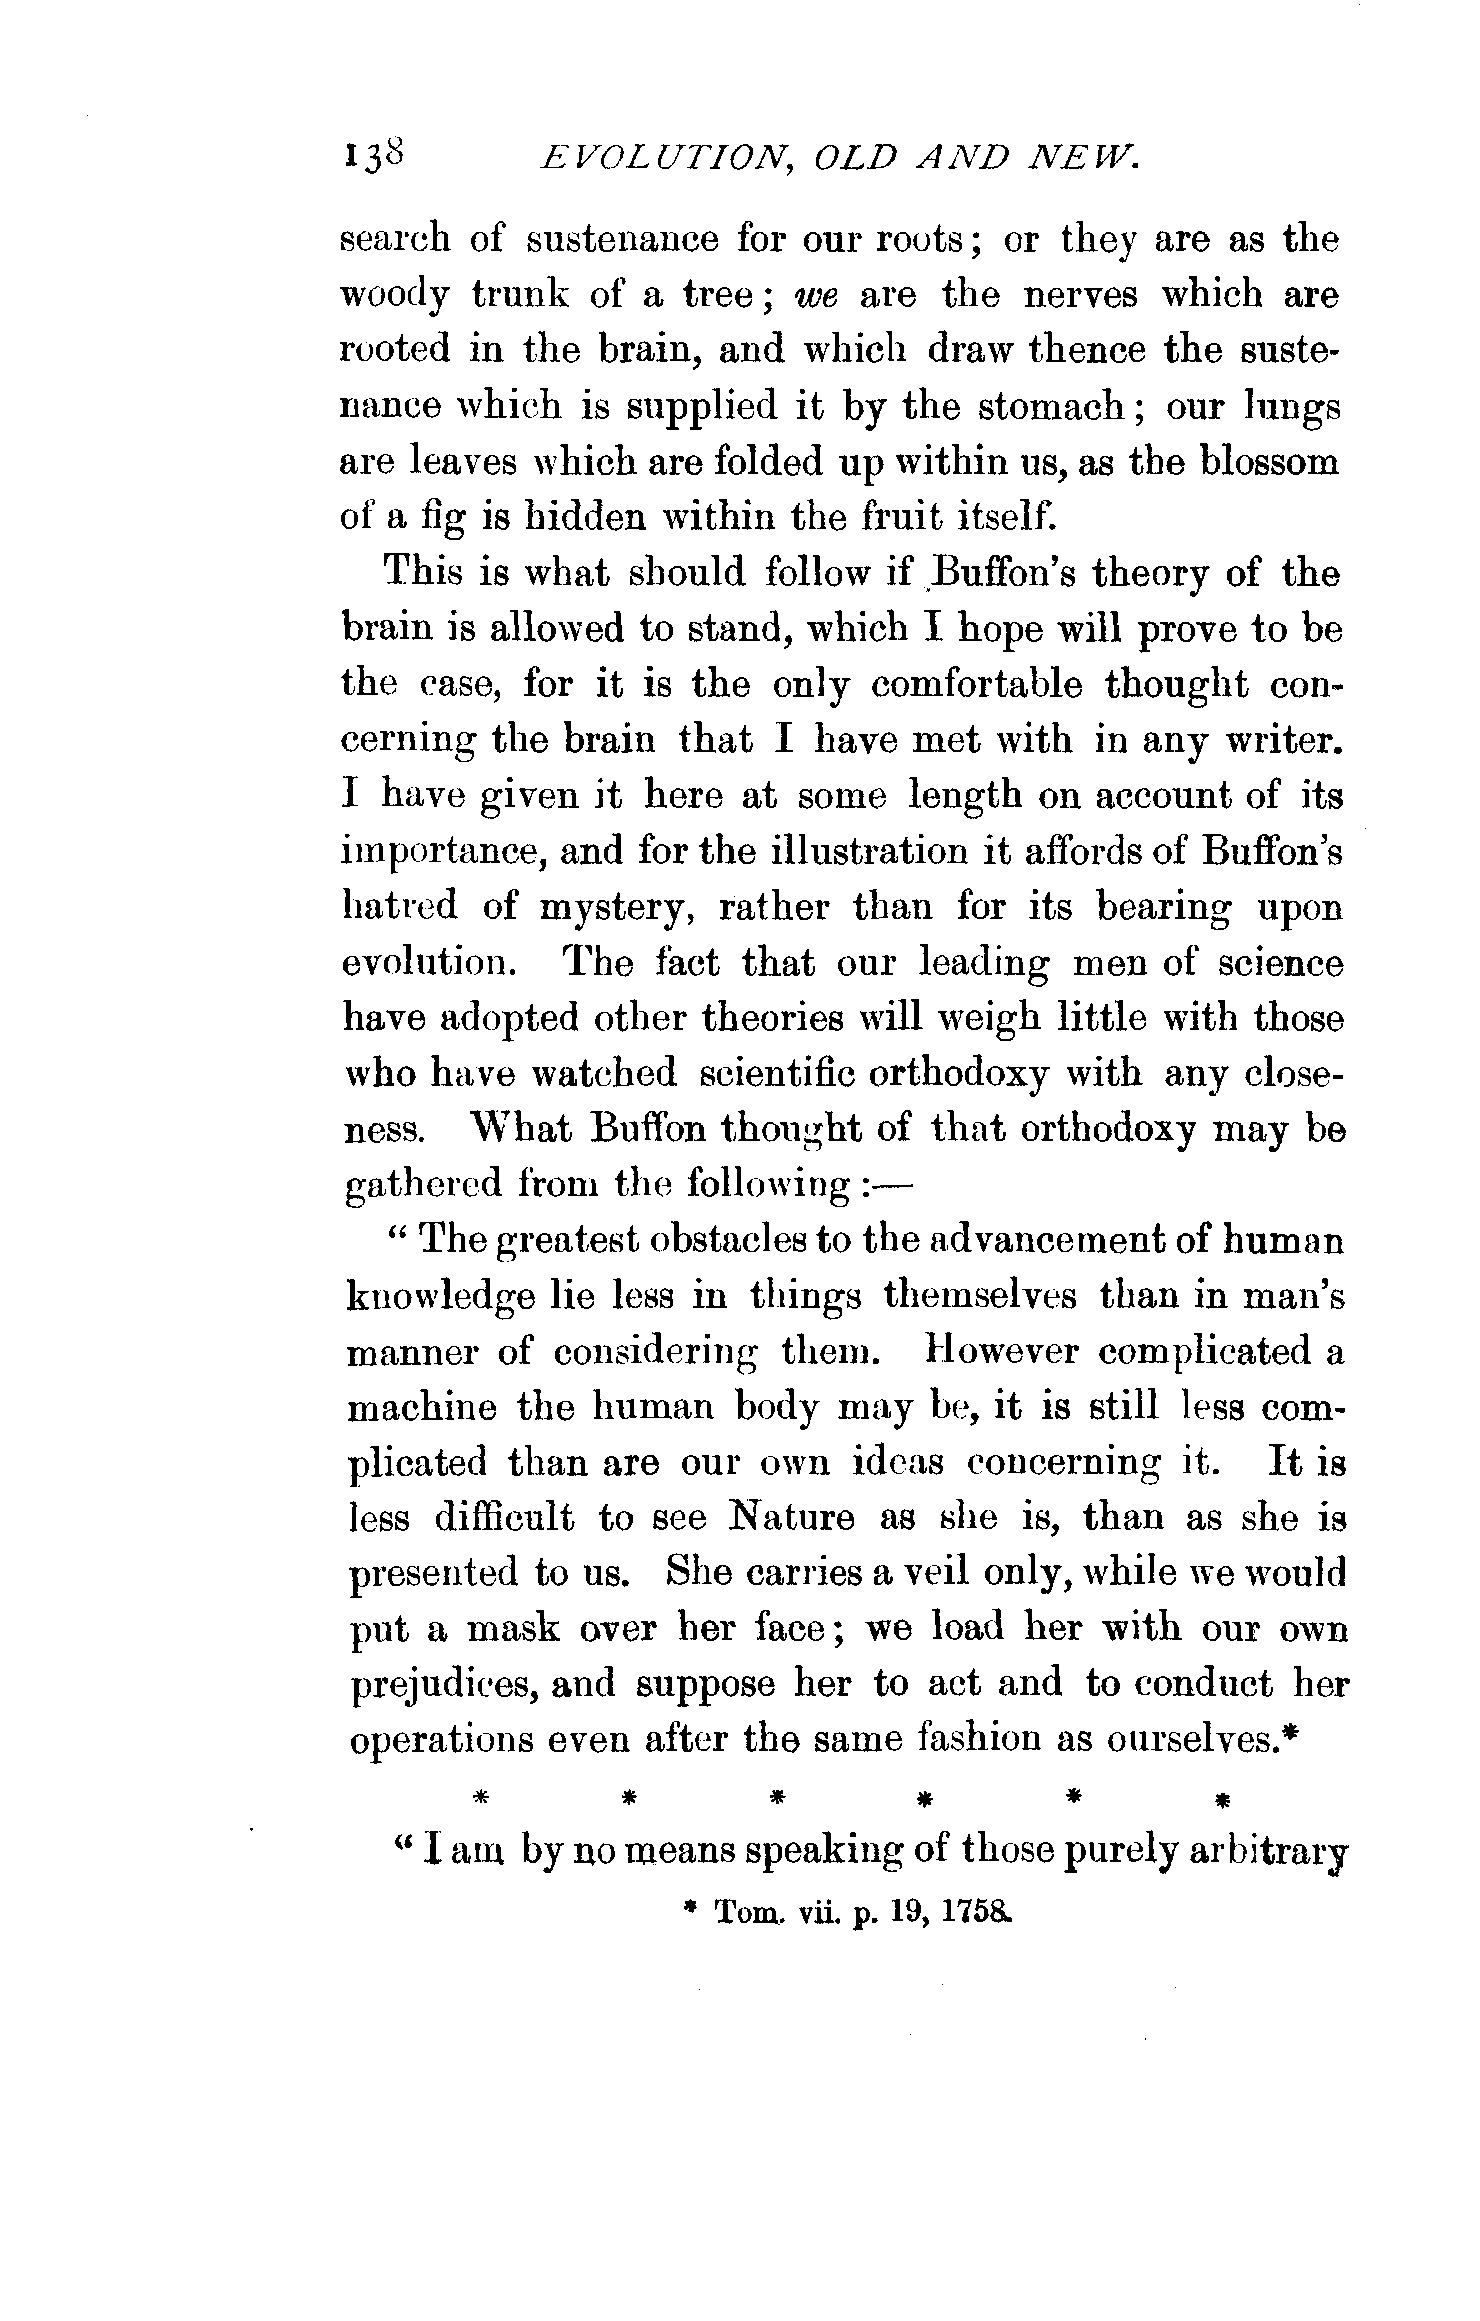 138 EVOLUTION, OLD AND NEW.
search of sustenance for our roots; or they are as the
woody trunk of a tree; we are the nerves which are
rooted in the brain, and which draw thence the suste-
nance which is supplied it by the stomach; our lungs
are leaves which are folded up within us, as the blossom
of a fig is hidden within the fruit itself.
This is what should follow if Buffon's theory of the
brain is allowed to stand, which I hope will prove to be
the case, for it is the only comfortable thought con-
cerning the brain that I have met with in any writer.
I have given it here at some length on account of its
importance, and for the illustration it affords of Buffon's
hatred of mystery, rather than for its bearing upon
evolution. The fact that our leading men of science
have adopted other theories will weigh little with those
who have watched scientific orthodoxy with any close-
ness. What Buffon thought of that orthodoxy may be
gathered from the following:—
"The greatest obstacles to the advancement of human
knowledge lie less in things themselves than in man's
manner of considering them. However complicated a
machine the human body may be, it is still less com-
plicated than are our own ideas concerning it. It is
less difficult to see Nature as she is, than as she is
presented to us. She carries a veil only, while we would
put a mask over her face; we load her with our own
prejudices, and suppose her to act and to conduct her
operations even after the same fashion as ourselves.*
* * * * * *
"I am by no means speaking of those purely arbitrary
* Tom. vii. p. 19, 1758.